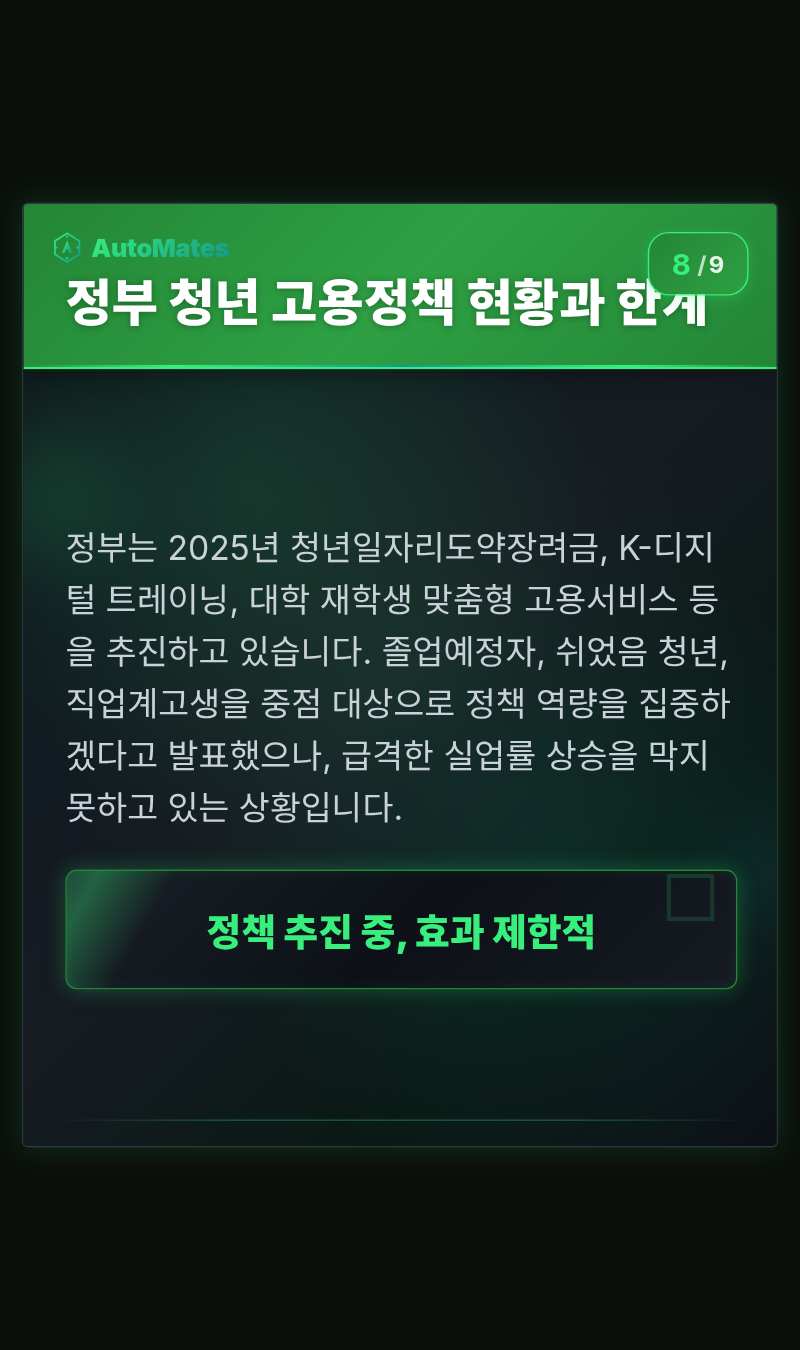 AutoMates
8/9
정부 청년 고용정책 현황과 한계
정부는 2025년 청년일자리도약장려금, K-디지
털 트레이닝, 대학 재학생 맞춤형 고용서비스 등
을 추진하고 있습니다. 졸업예정자, 쉬었음 청년,
직업계고생을 중점 대상으로 정책 역량을 집중하
겠다고 발표했으나, 급격한 실업률 상승을 막지
못하고 있는 상황입니다.
정책 추진 중, 효과 제한적